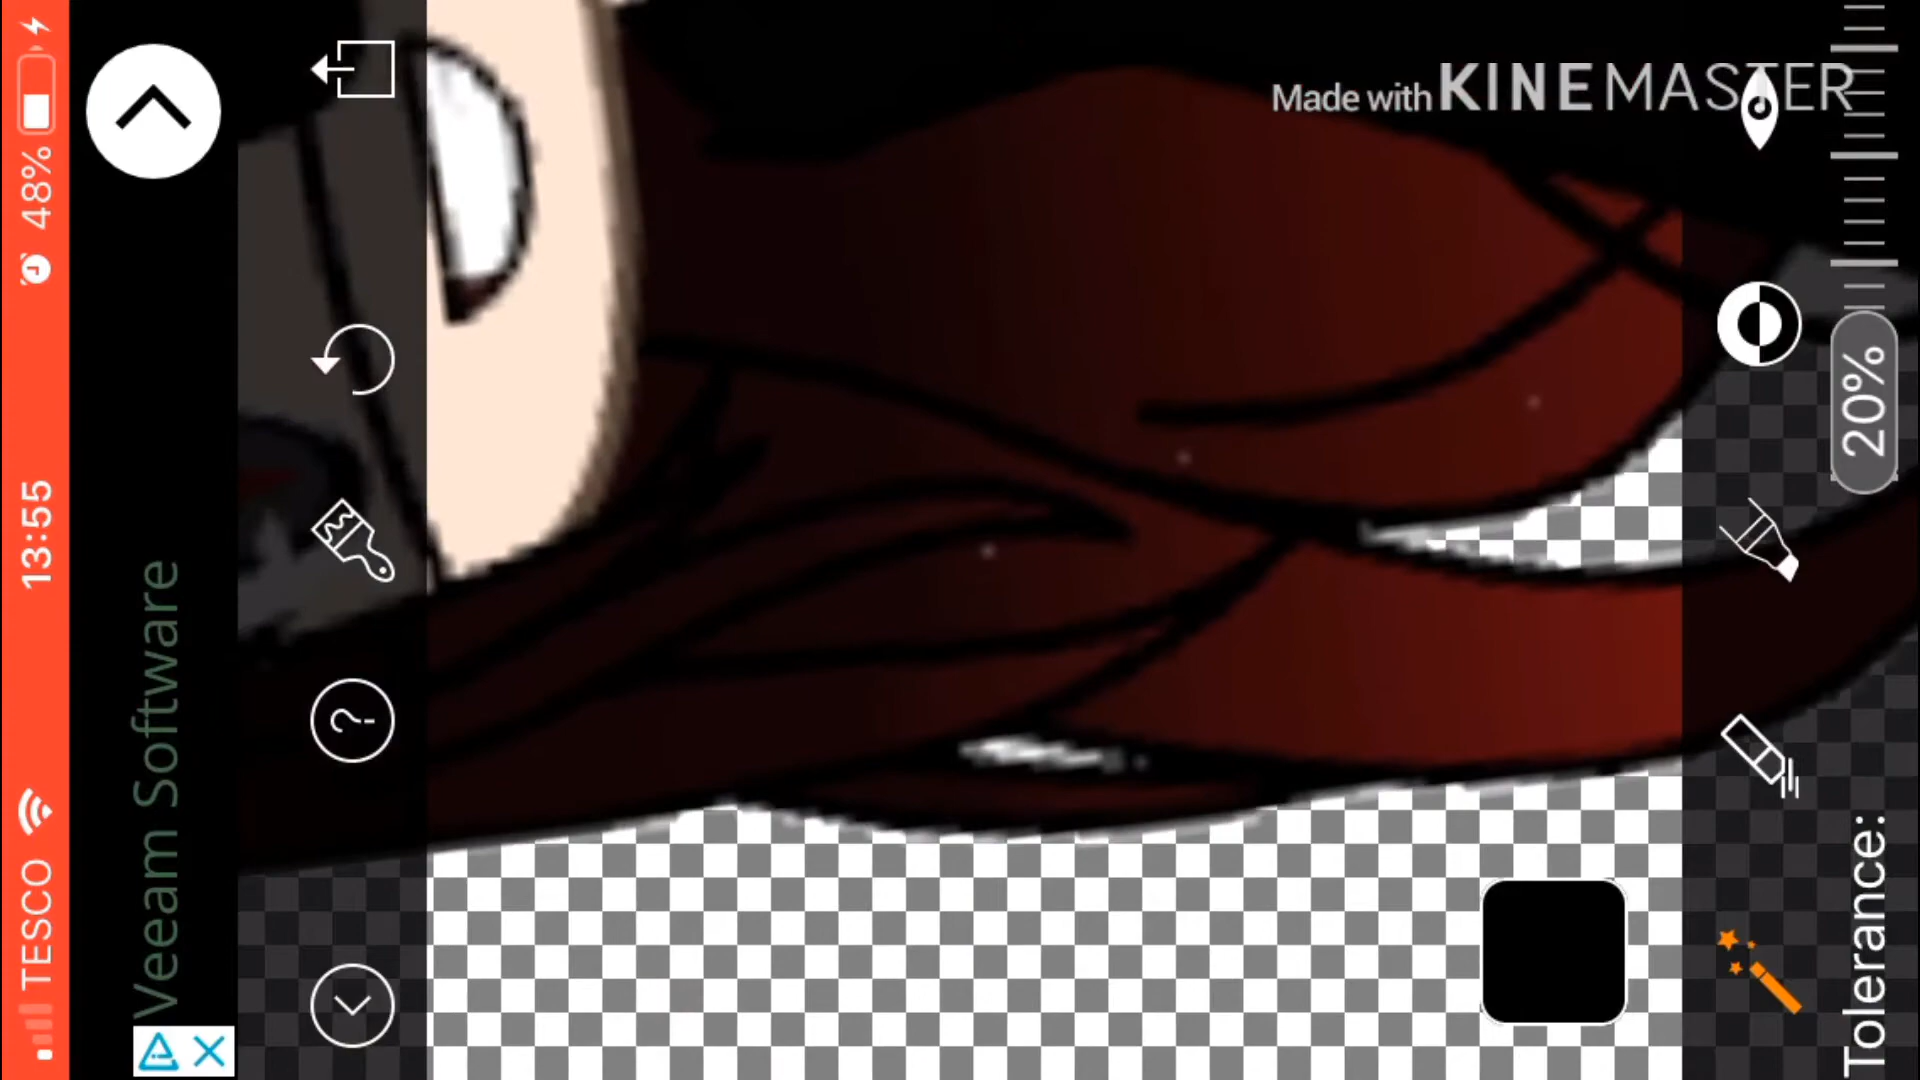 Made with KINEMASTER
TESCO
13:55
48%
Veeam Software
?
Tolerance:
20%